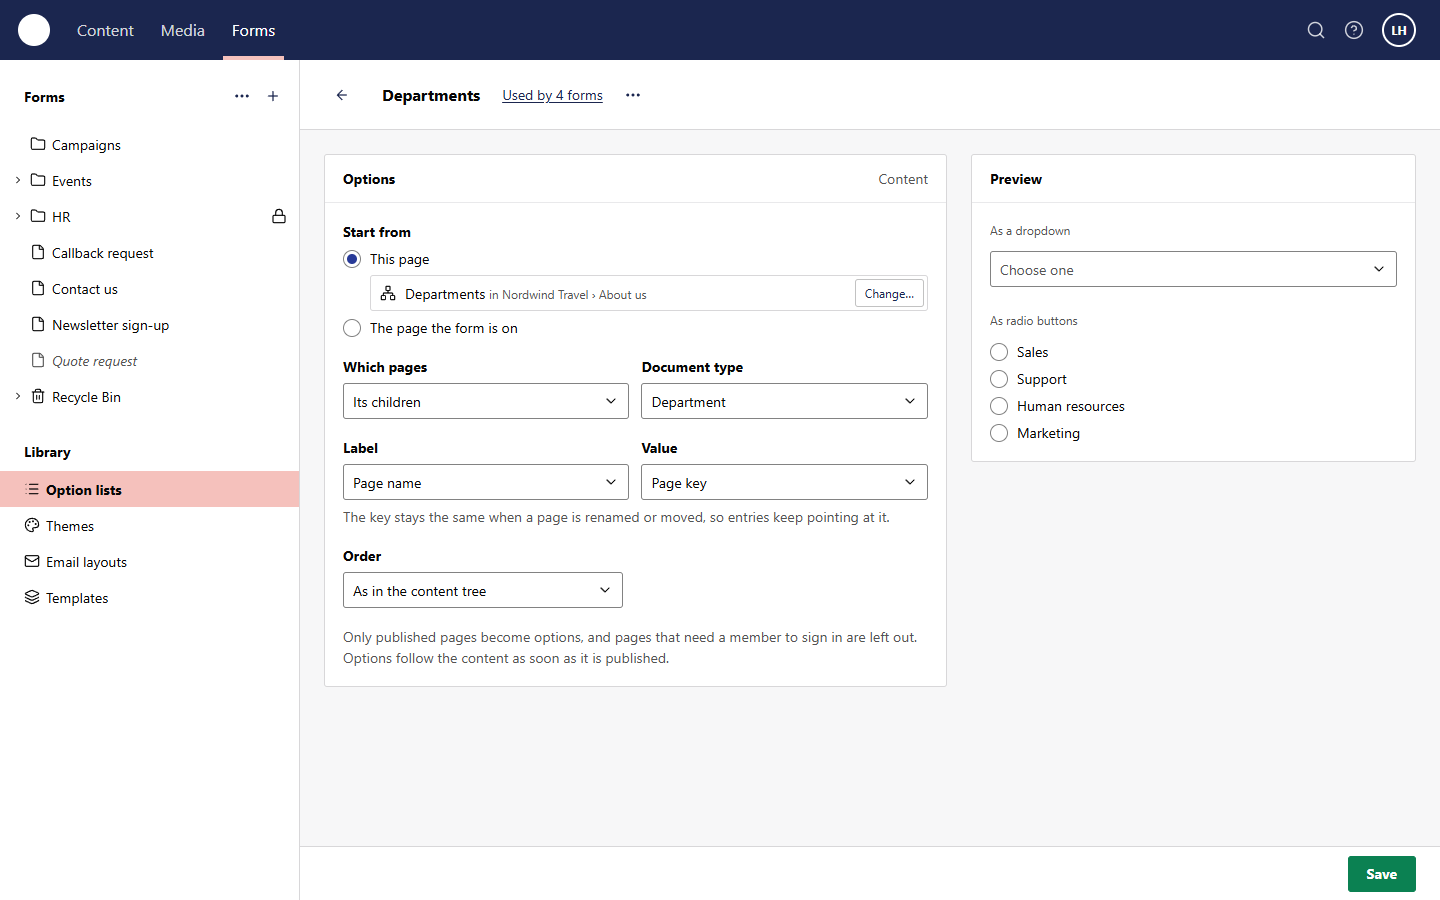 Content Media Forms
LH
Forms
Campaigns
Events
HR
Callback request
Contact us
Newsletter sign-up
Quote request
Recycle Bin
Library
Option lists
Themes
Email layouts
Templates
Departments Used by 4 forms
Options Content
Start from
This page
Departments in Nordwind Travel › About us Change...
The page the form is on
Which pages Document type
Its children Department
Label Value
Page name Page key
The key stays the same when a page is renamed or moved, so entries keep pointing at it.
Order
As in the content tree
Only published pages become options, and pages that need a member to sign in are left out.
Options follow the content as soon as it is published.
Preview
As a dropdown
Choose one
As radio buttons
Sales
Support
Human resources
Marketing
Save